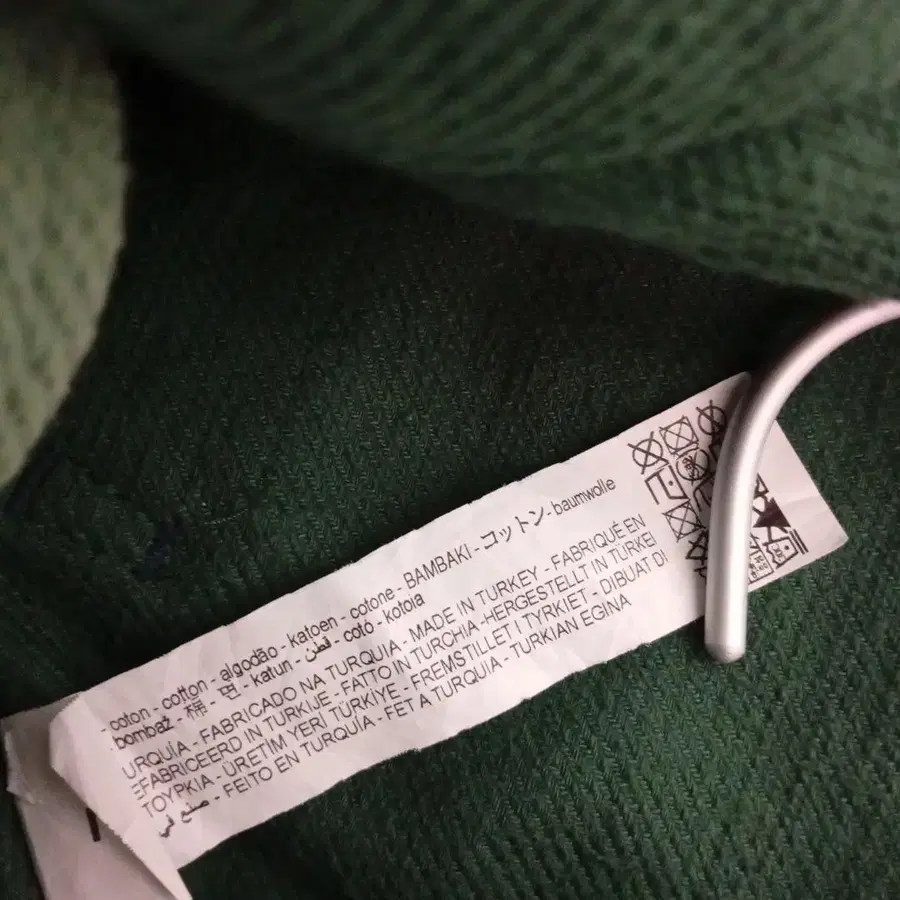 - coton - cotton - algodão - katoen - cotone - BAMBAKI - コットン - baumwolle
bombaž - 棉 - 면 - katun - قطن - cotó - kotoia
URQUÍA - FABRICADO NA TURQUIA - MADE IN TURKEY - FABRIQUÉ EN
EFABRICEERD IN TURKIJE - FATTO IN TURCHIA -HERGESTELLT IN TÜRKEI
ΤΟΥΡΚΙΑ - ÜRETİM YERİ TÜRKİYE - FREMSTILLET I TYRKIET - DIBUAT DI
صنع في - FEITO EN TURQUÍA - FET A TURQUIA - TURKIAN EGINA